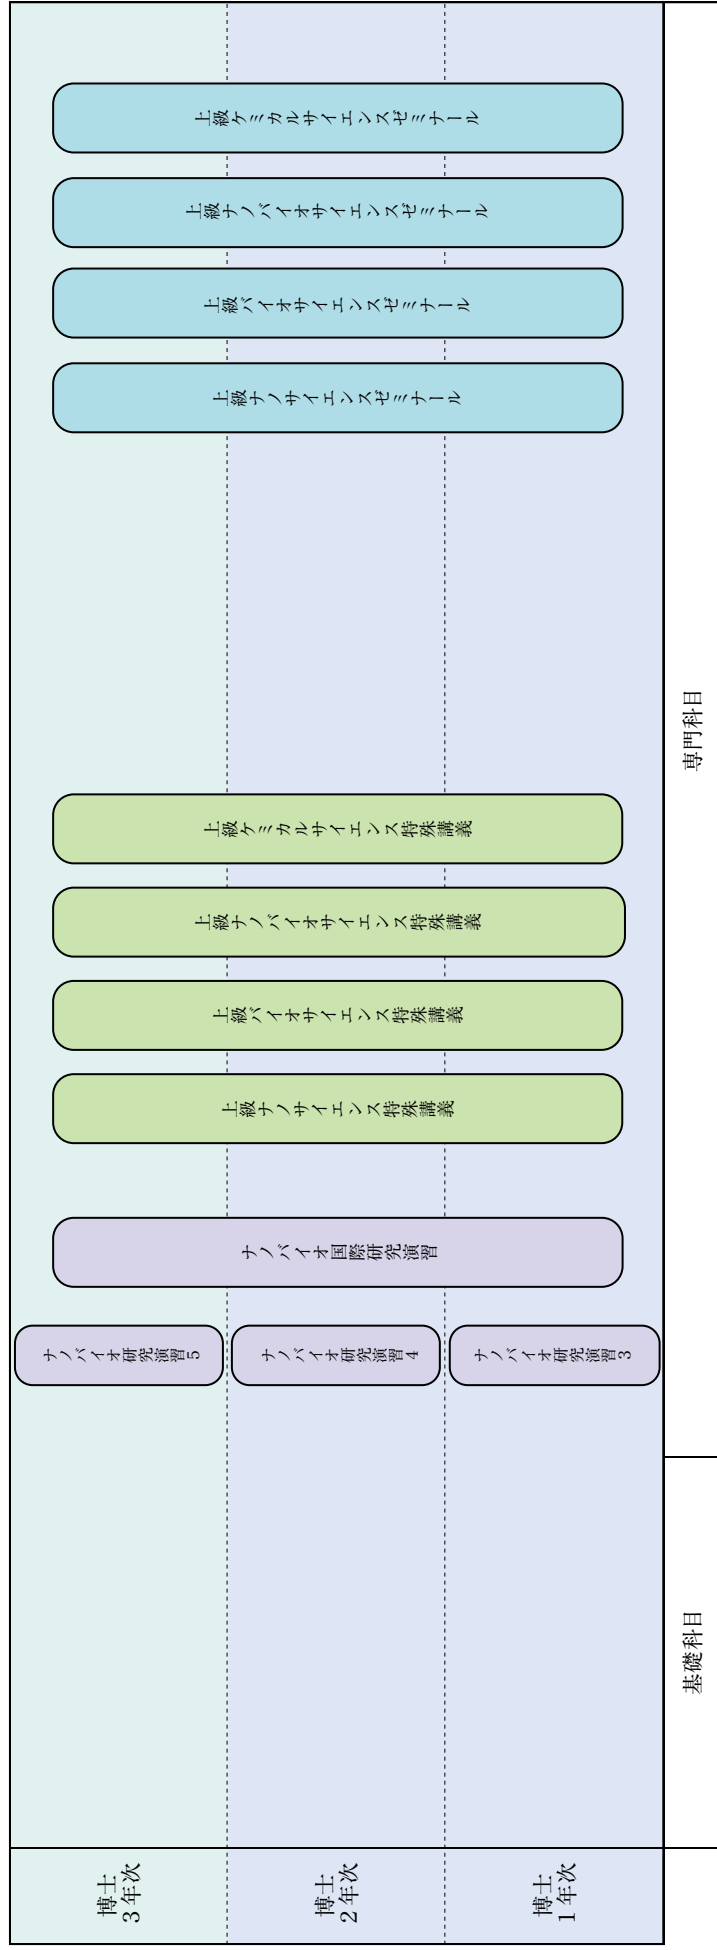 博士
3年次
博士
2年次
博士
1年次
基礎科目
専門科目
ナノバイオ研究演習5
ナノバイオ研究演習4
ナノバイオ研究演習3
ナノバイオ国際研究演習
上級ナノサイエンス特殊講義
上級バイオサイエンス特殊講義
上級ナノバイオサイエンス特殊講義
上級ケミカルサイエンス特殊講義
上級ナノサイエンスゼミナール
上級バイオサイエンスゼミナール
上級ナノバイオサイエンスゼミナール
上級ケミカルサイエンスゼミナール